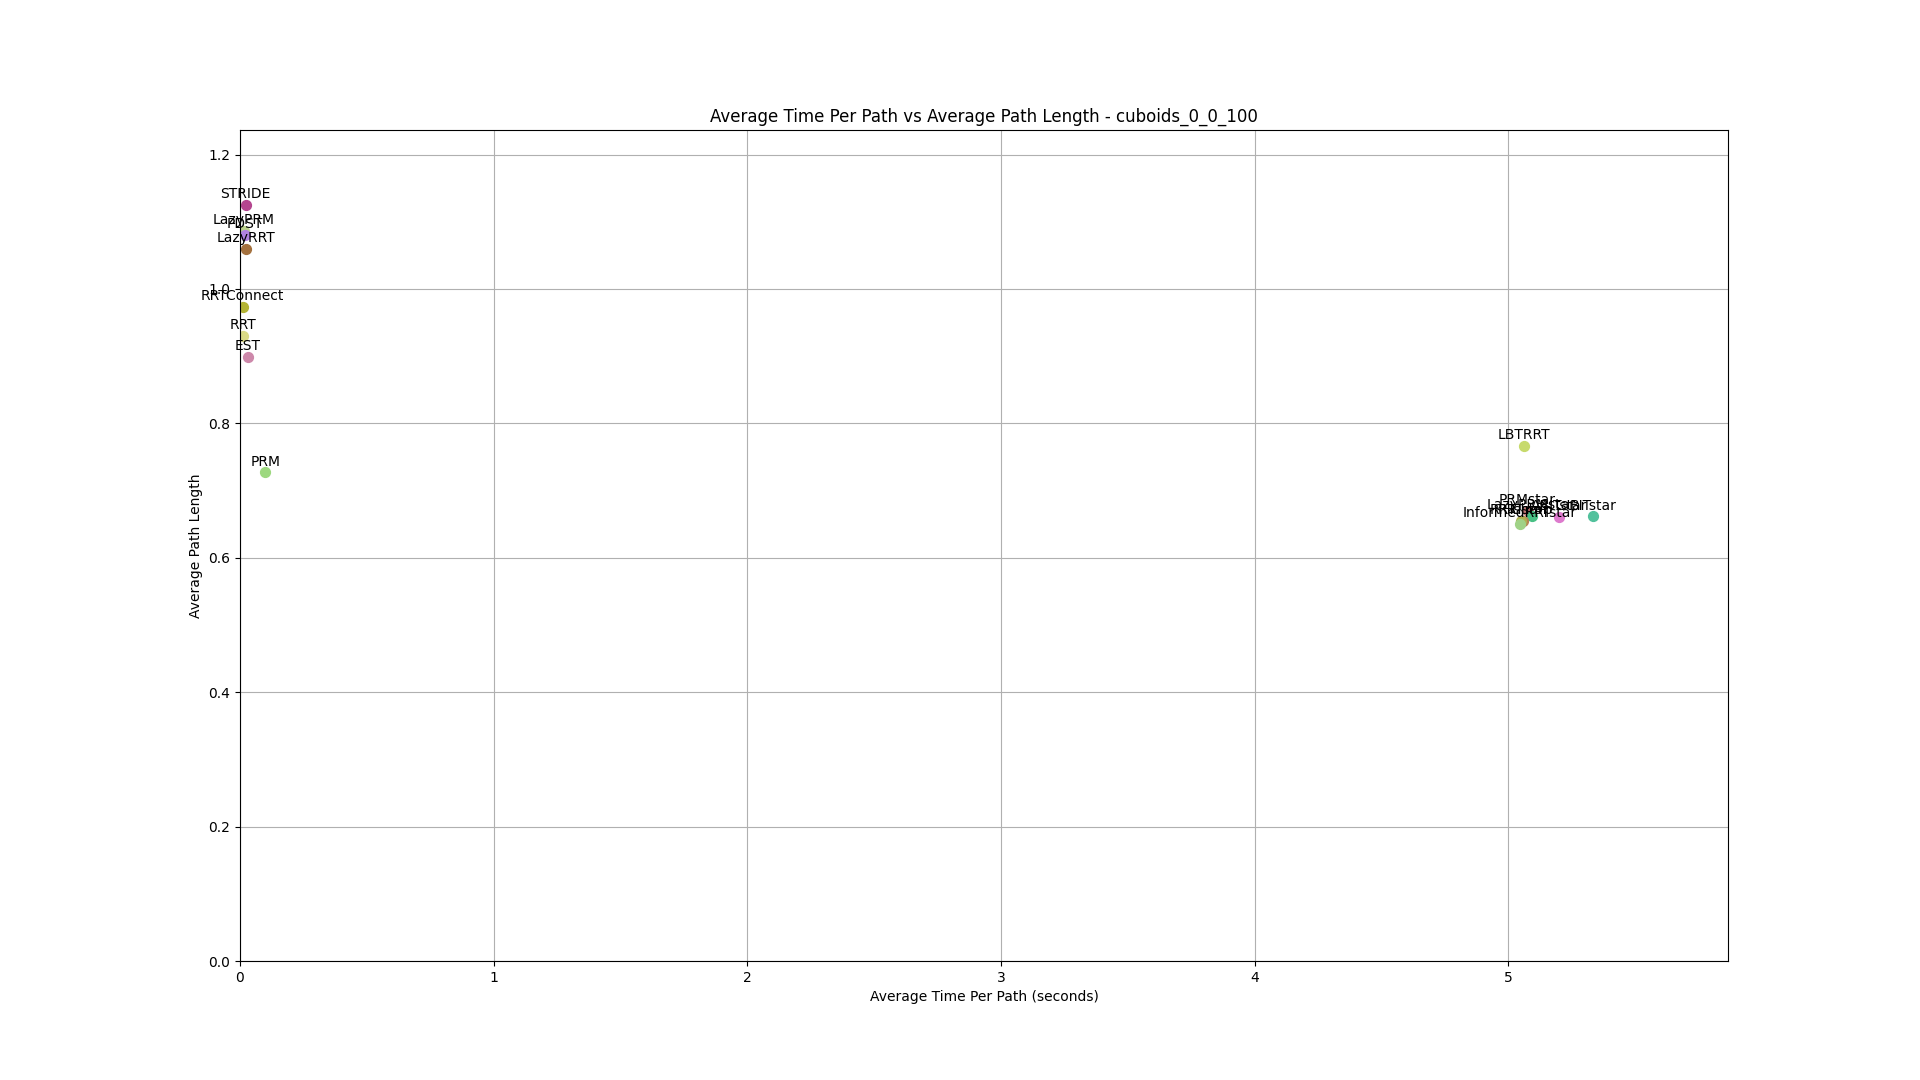 Average Time Per Path vs Average Path Length - cuboids_0_0_100
1.2
STRIDE
LazyPRM
PDST
LazyRRT
1.0
RRTConnect
RRT
EST
0.8
LBTRRT
PRM
PRMstar
InformedRRTstar
0.6
0.4
0.2
0.0
0
1
2
3
4
5
Average Path Length
Average Time Per Path (seconds)